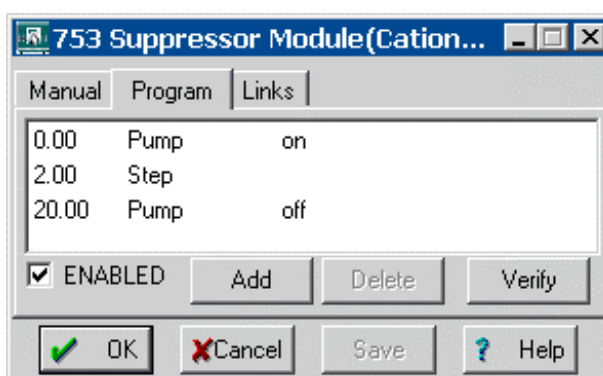 753 Suppressor Module(Cation...
Manual Program Links
0.00 Pump on
2.00 Step
20.00 Pump off
ENABLED Add Delete Verify
OK Cancel Save ? Help